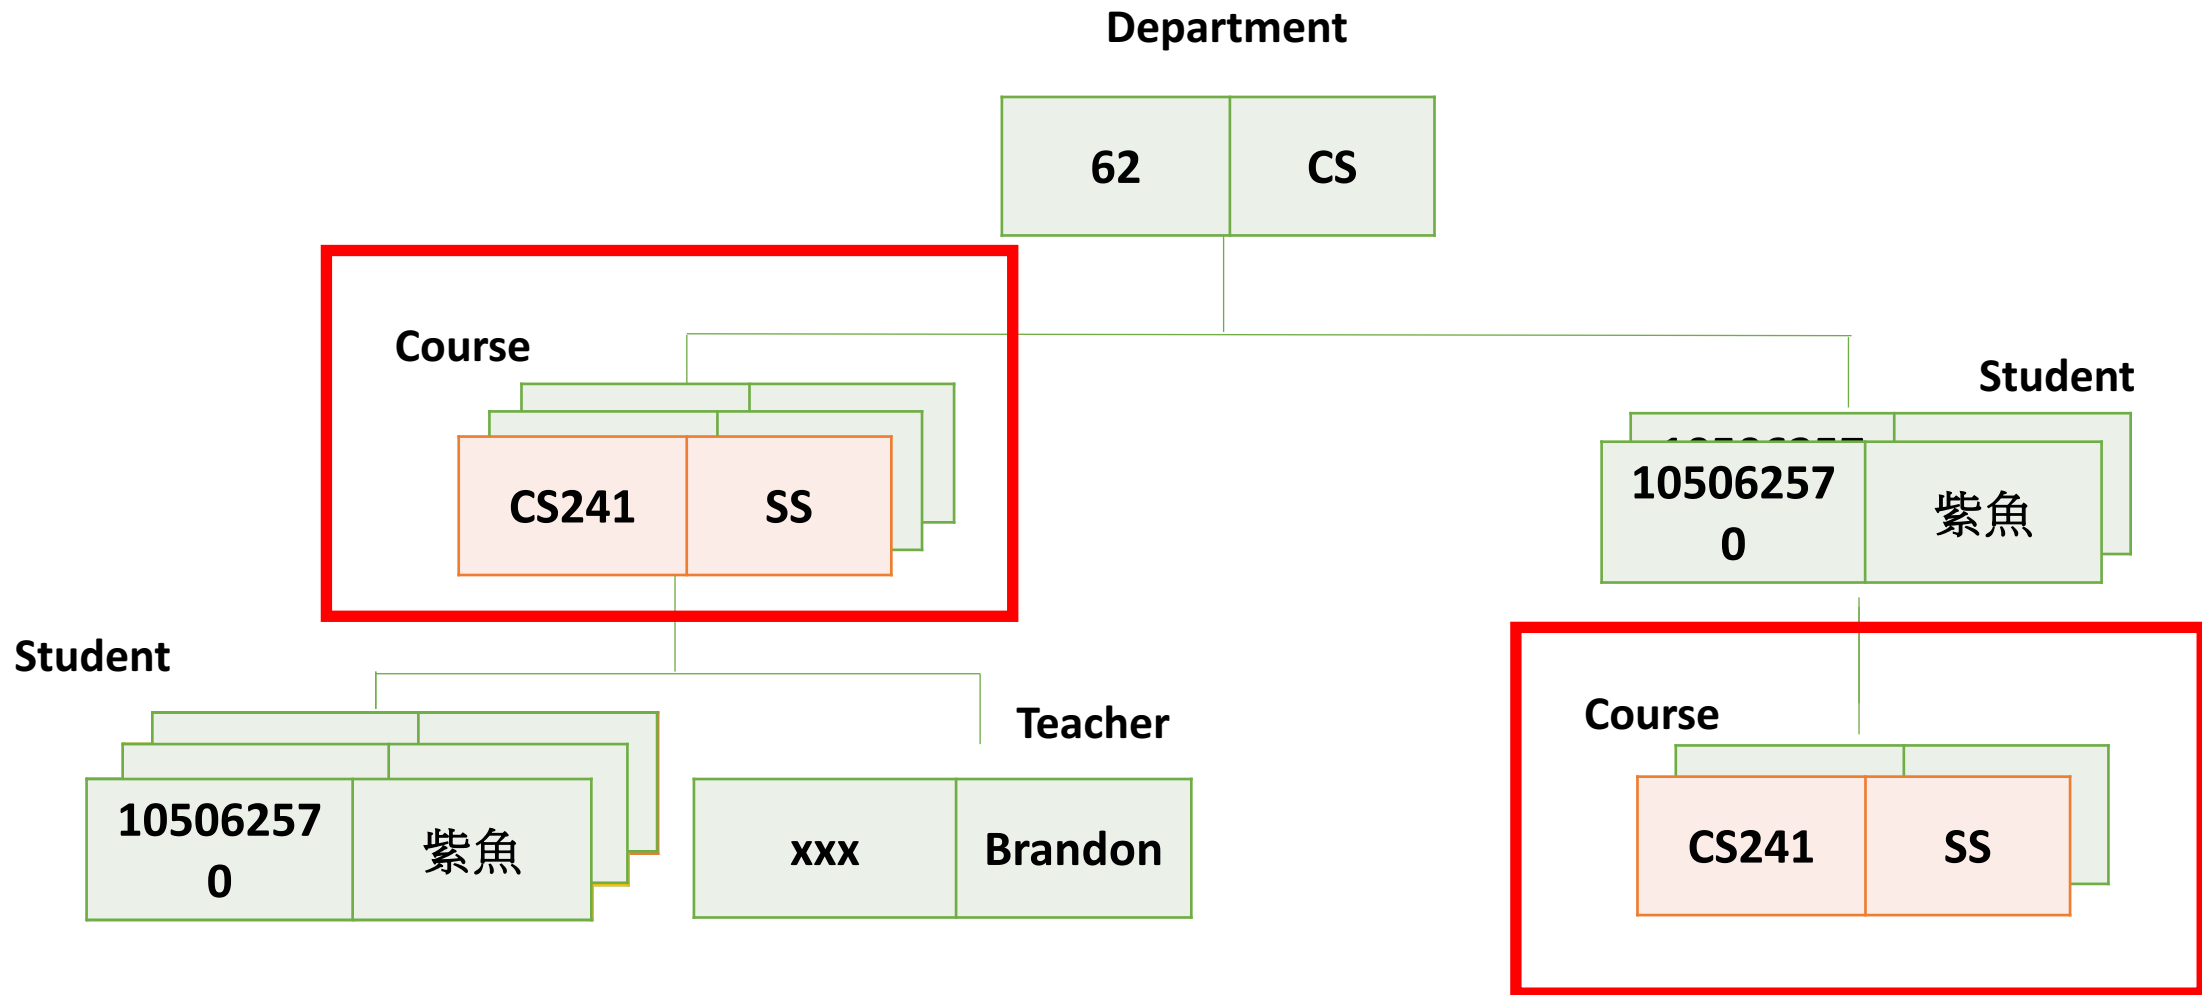 Department
62 CS
Course
Student
CS241 SS
10506257
0
紫魚
Student
Teacher
Course
10506257
0
紫魚
xxx Brandon
CS241 SS